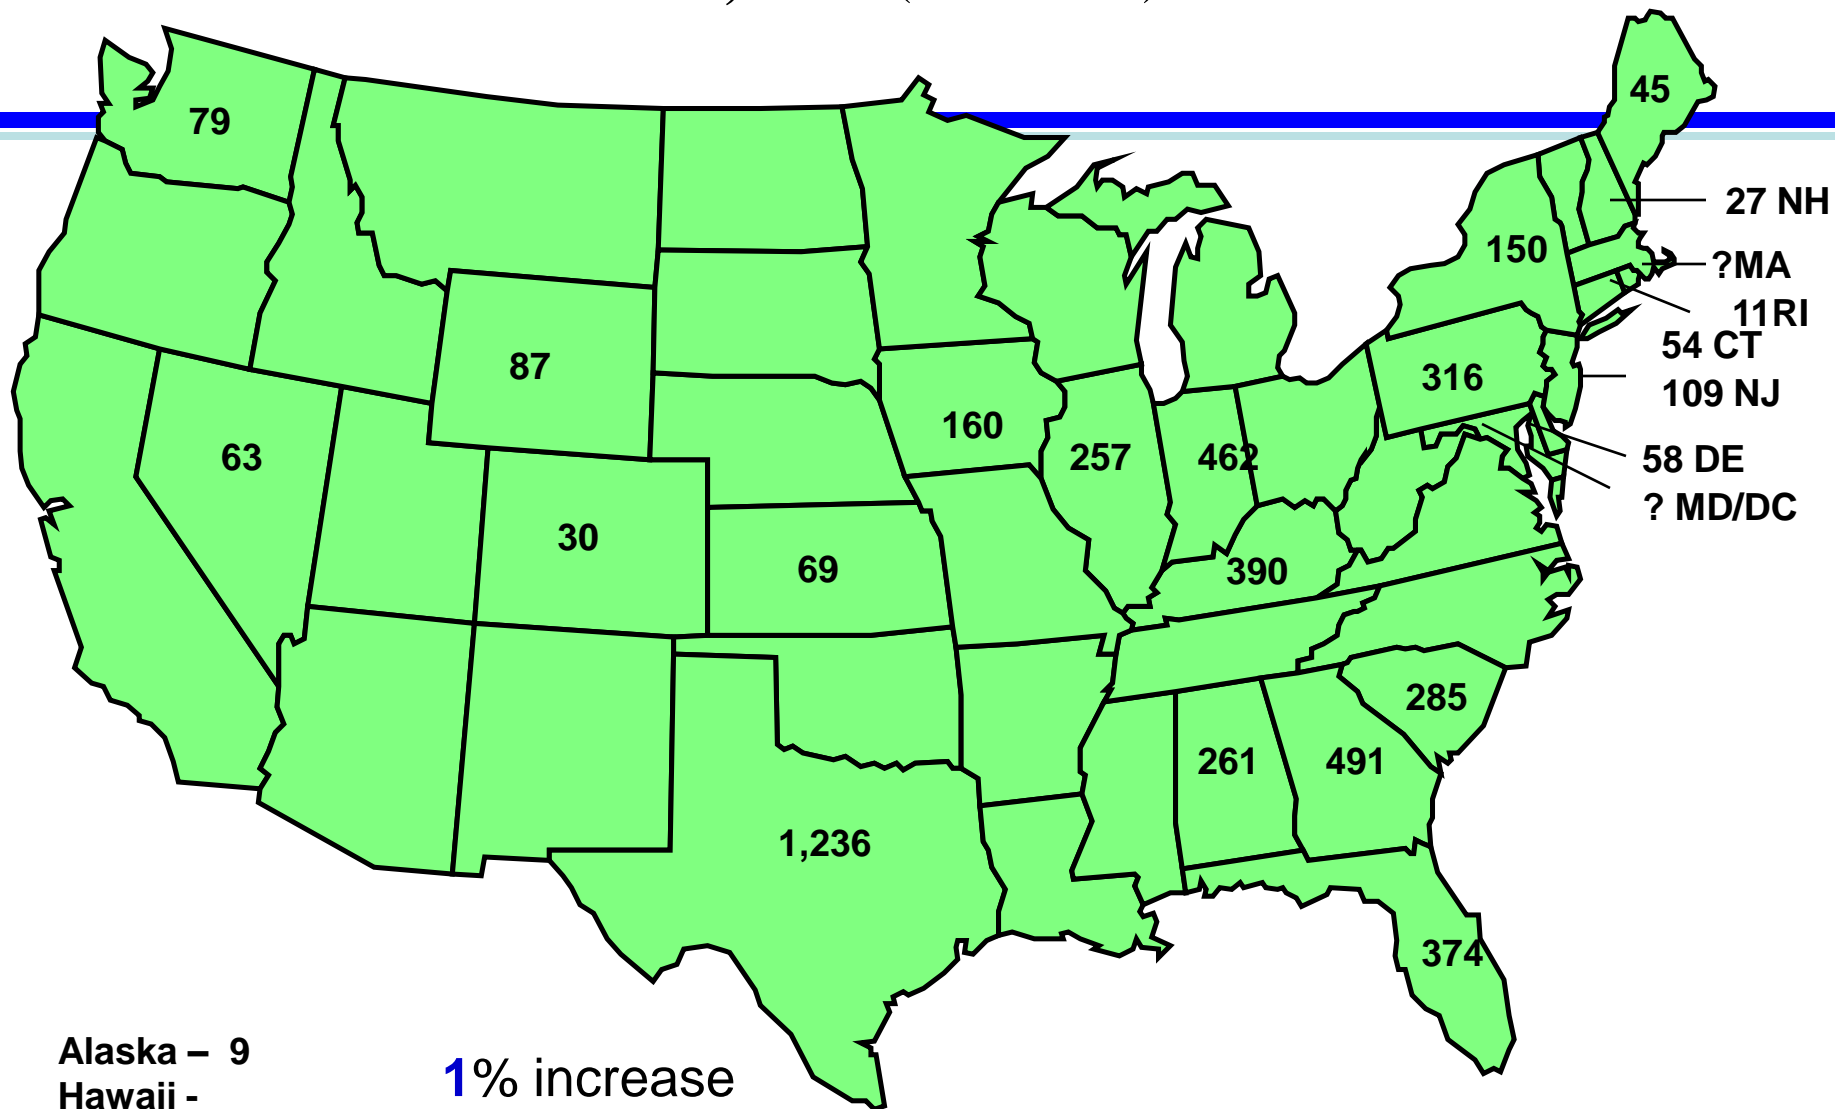 45
79
27 NH
150
?MA
11RI
54 CT
87
316
109 NJ
160
63
257
462
58 DE
? MD/DC
30
69
390
285
261
491
1,236
374
Alaska – 9
Hawaii -
1% increase